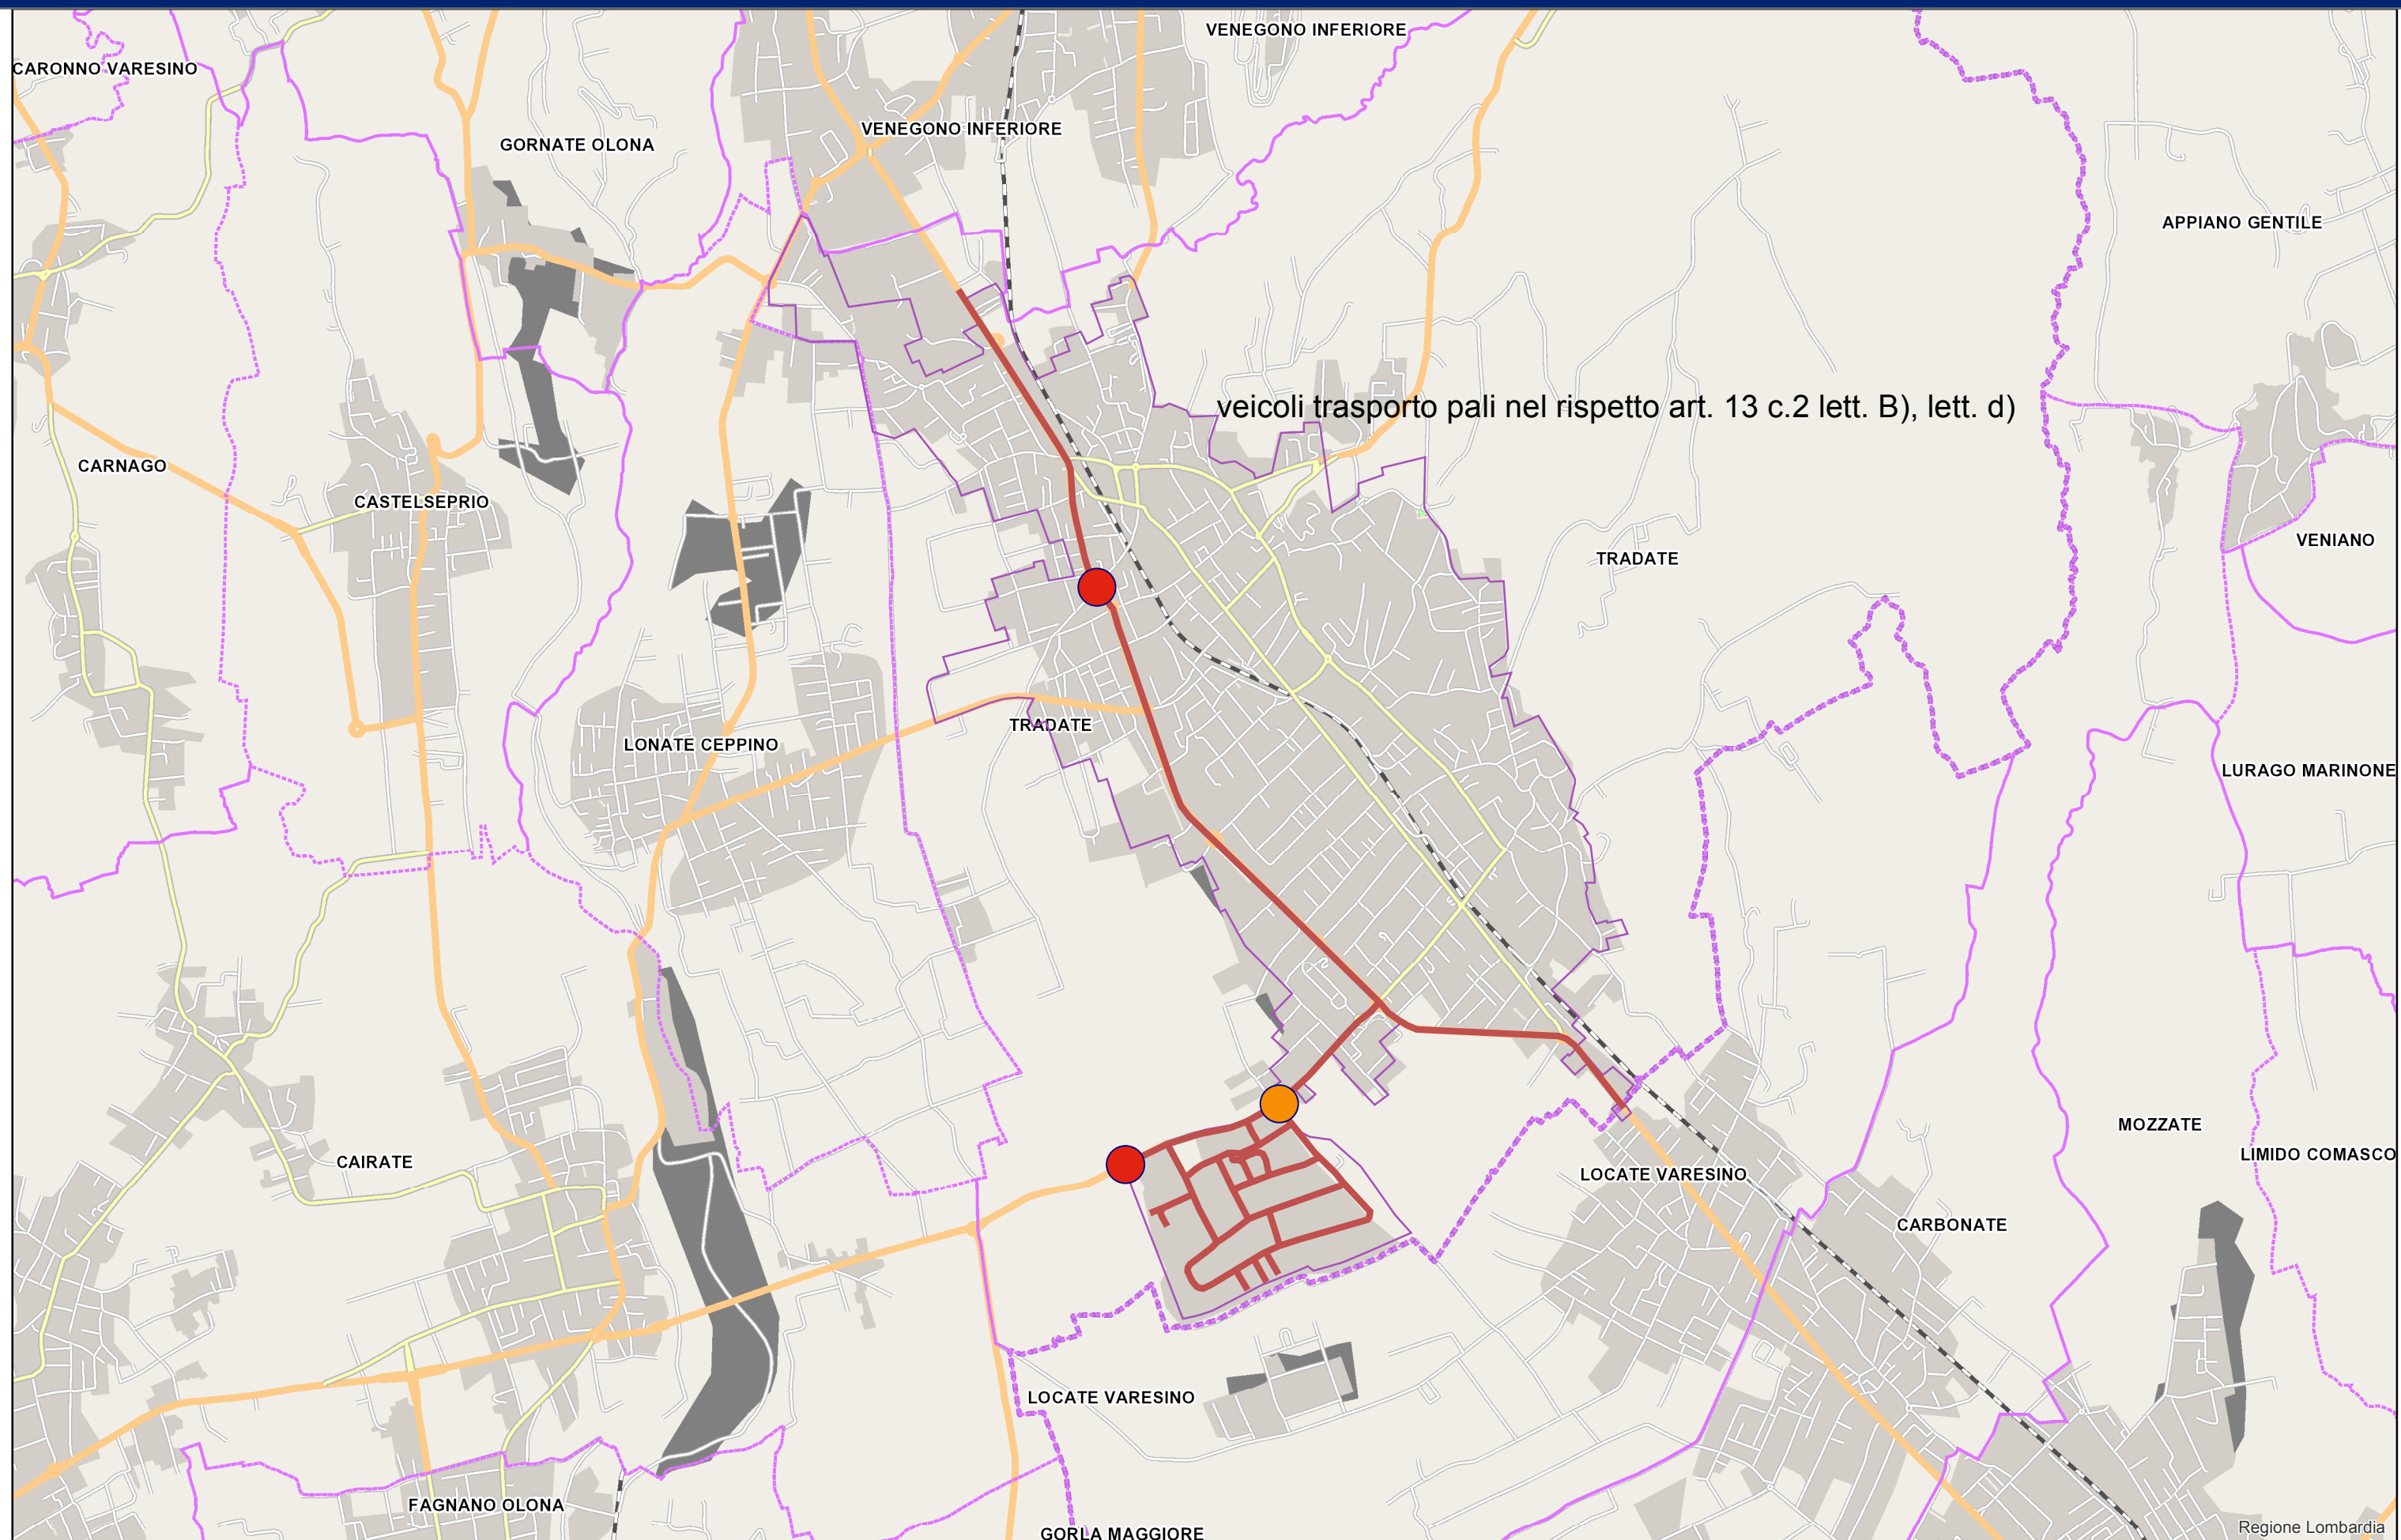 VENEGONO INFERIORE
CARONNO VARESINO
VENEGONO INFERIORE
GORNATE OLONA
APPIANO GENTILE
veicoli trasporto pali nel rispetto art. 13 c.2 lett. B), lett. d)
CARNAGO
CASTELSEPRIO
VENIANO
TRADATE
TRADATE
LONATE CEPPINO
LURAGO MARINONE
MOZZATE
LIMIDO COMASCO
CAIRATE
LOCATE VARESINO
CARBONATE
LOCATE VARESINO
FAGNANO OLONA
GORLA MAGGIORE
Regione Lombardia